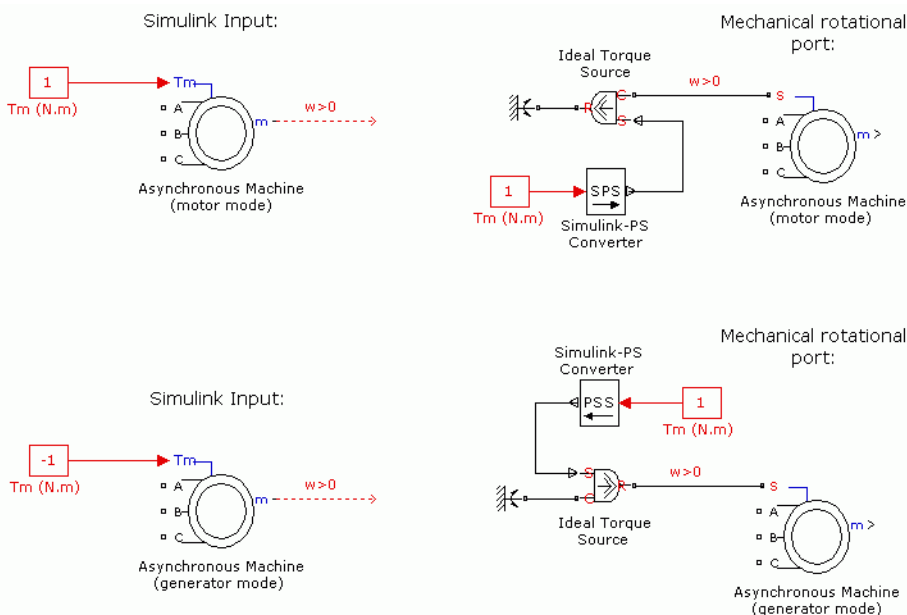 Simulink Input:
1
Tm (N.m)
Tm
A
B
C
m
w>0
Asynchronous Machine
(motor mode)
Mechanical rotational
port:
Ideal Torque
Source
R
C
S
w>0
S
A
B
C
m >
Asynchronous Machine
(motor mode)
1
Tm (N.m)
SPS
Simulink-PS
Converter
Simulink Input:
-1
Tm (N.m)
Tm
A
B
C
m
w>0
Asynchronous Machine
(generator mode)
Mechanical rotational
port:
Simulink-PS
Converter
PSS
1
Tm (N.m)
S
C
R
w>0
Ideal Torque
Source
S
A
B
C
m >
Asynchronous Machine
(generator mode)